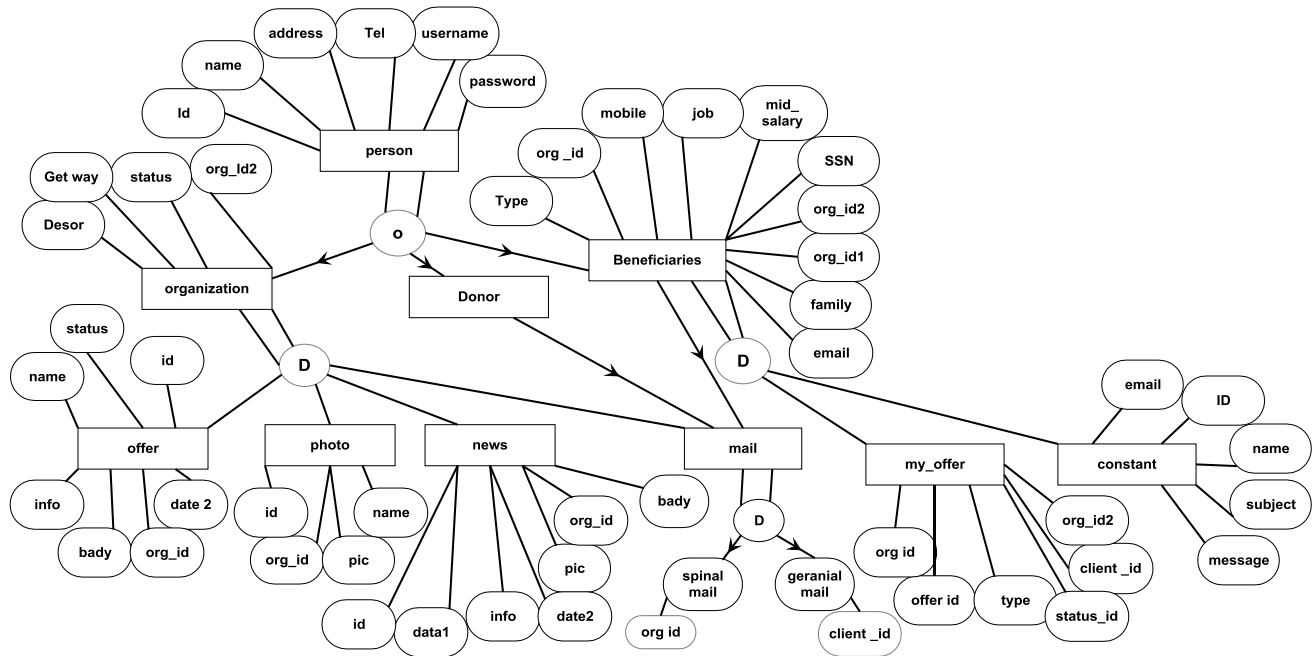 address
Tel
username
name
password
Id
person
mobile
job
mid_
salary
org _id
SSN
Type
org_id2
org_id1
family
email
Beneficiaries
Get way
status
org_Id2
Desor
organization
o
Donor
D
D
status
name
id
offer
info
bady
org_id
date 2
photo
id
org_id
pic
name
news
id
data1
info
date2
pic
org_id
bady
mail
D
spinal
mail
org id
geranial
mail
client _id
my_offer
org id
offer id
type
status_id
client _id
org_id2
constant
email
ID
name
subject
message